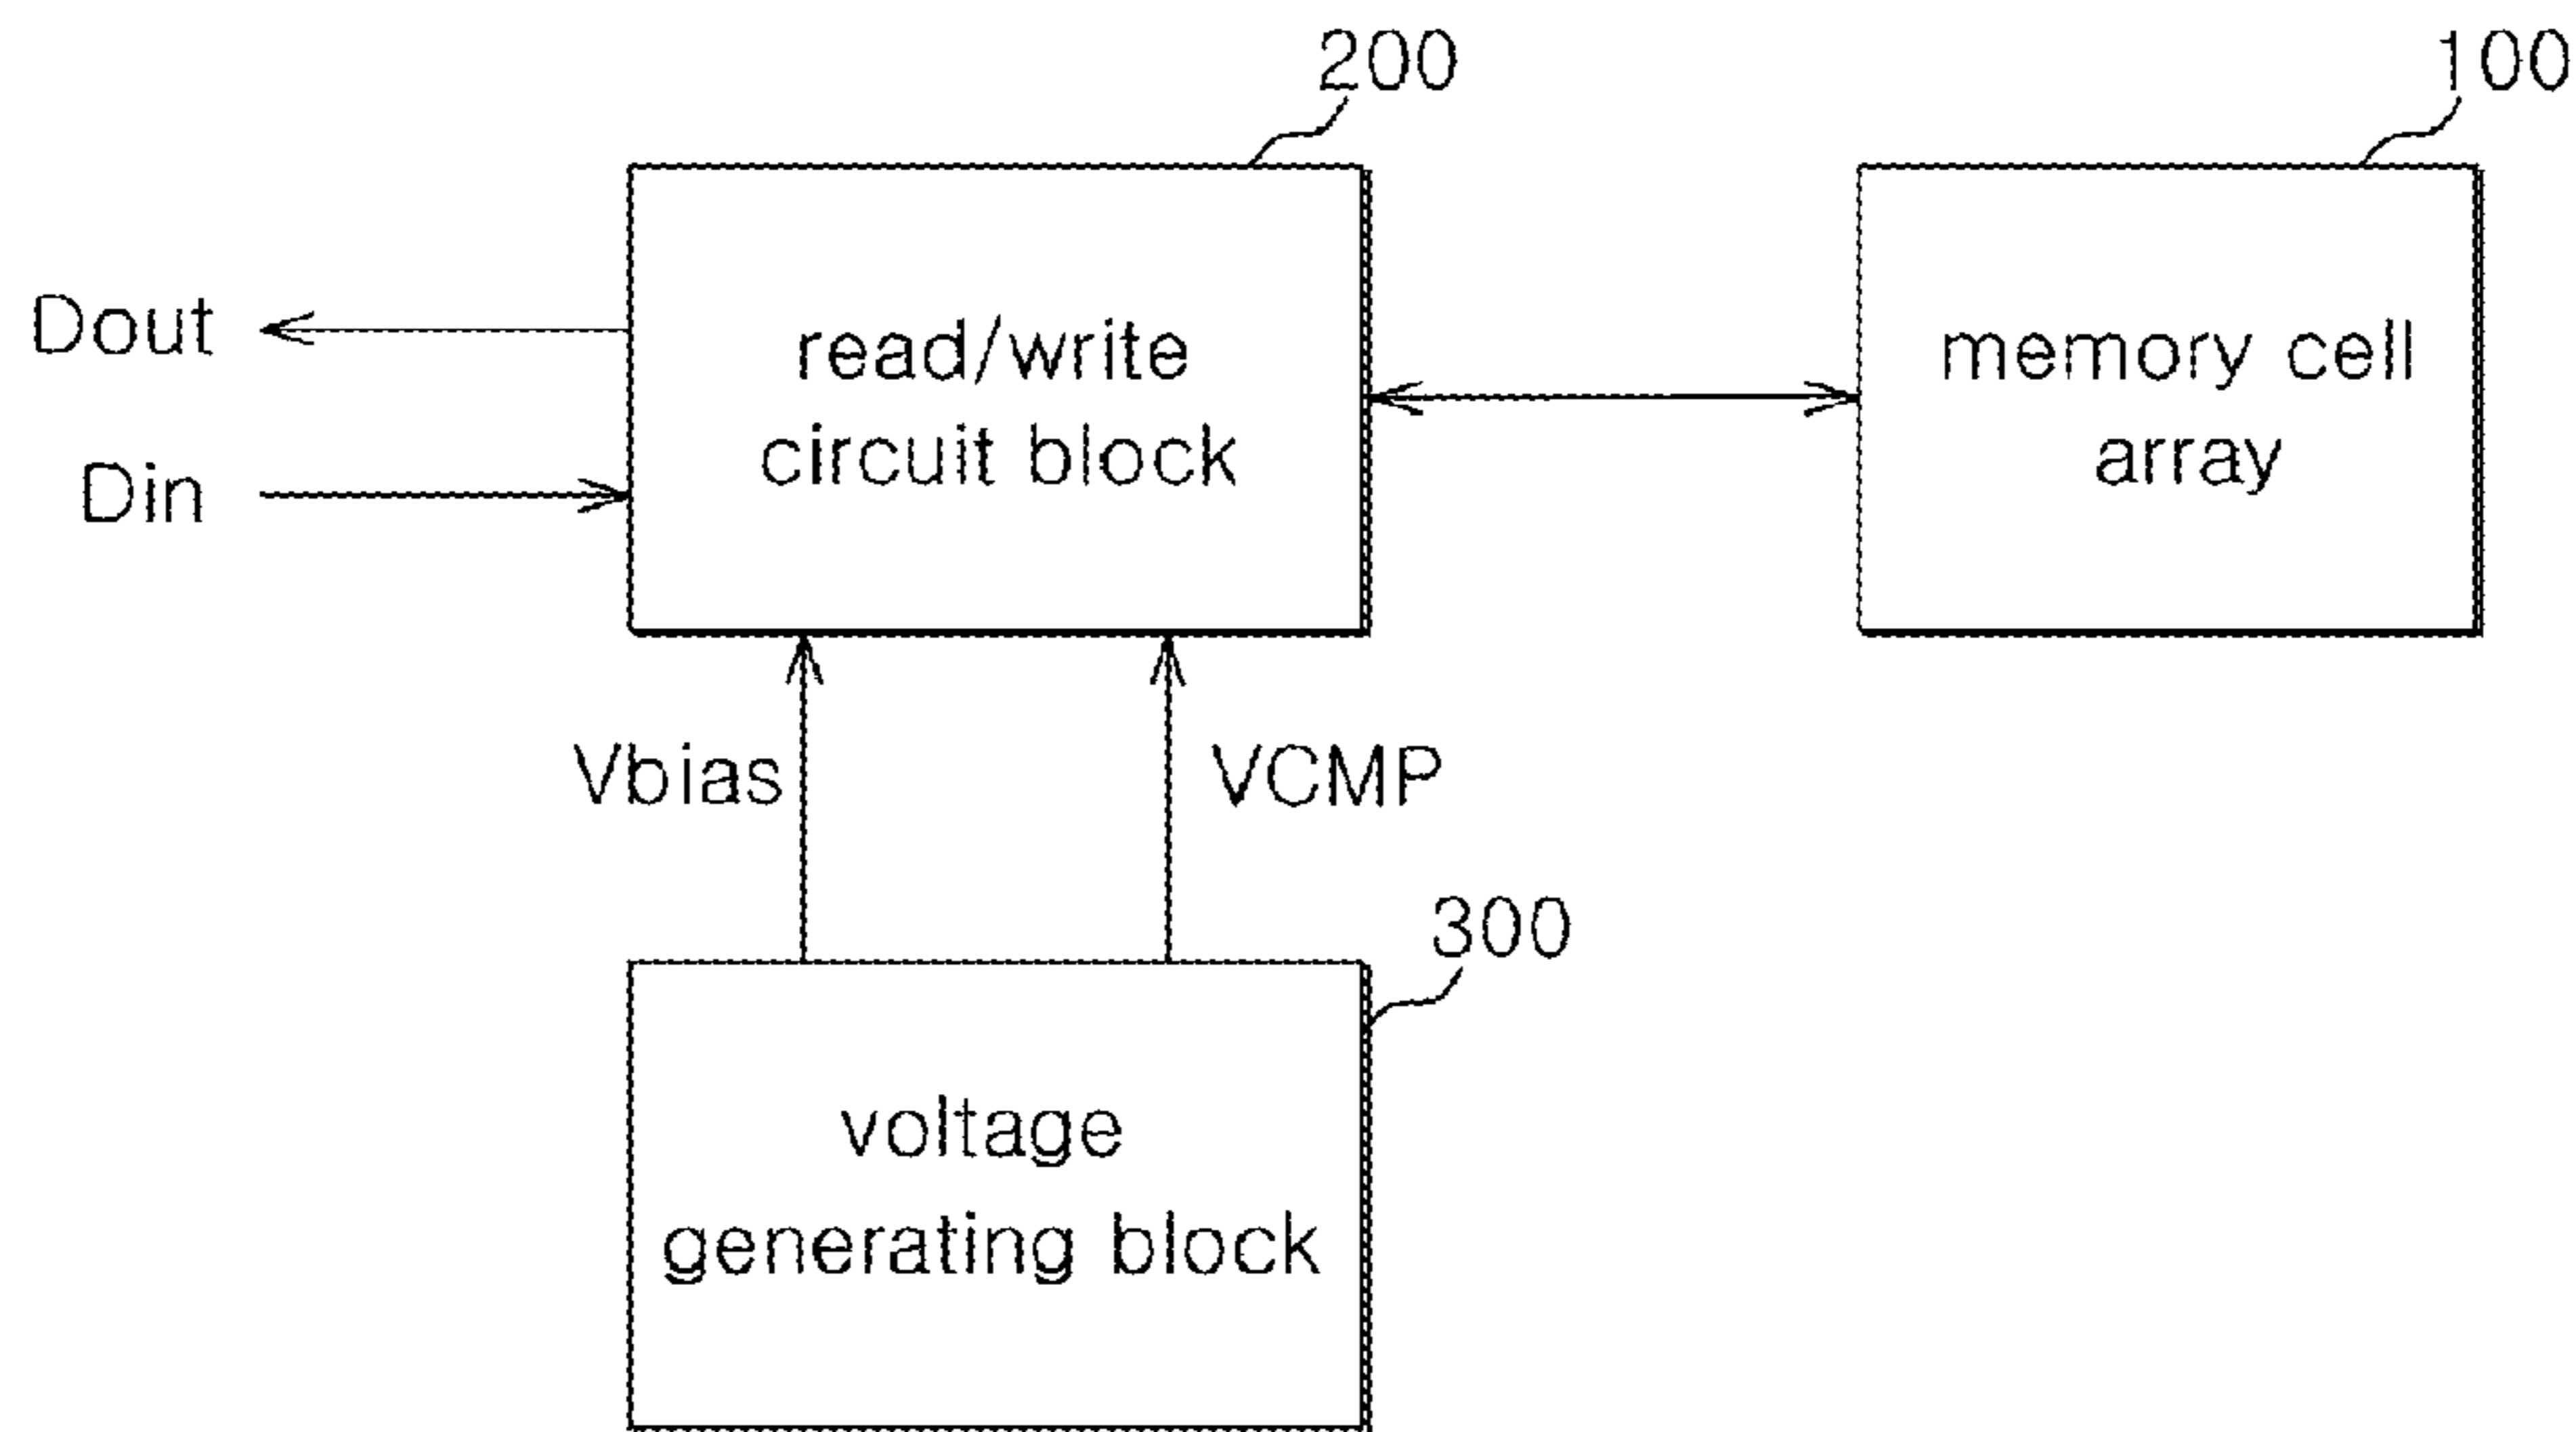 200
100
Dout
Din
read/write
circuit block
memory cell
array
Vbias
VCMP
300
voltage
generating block